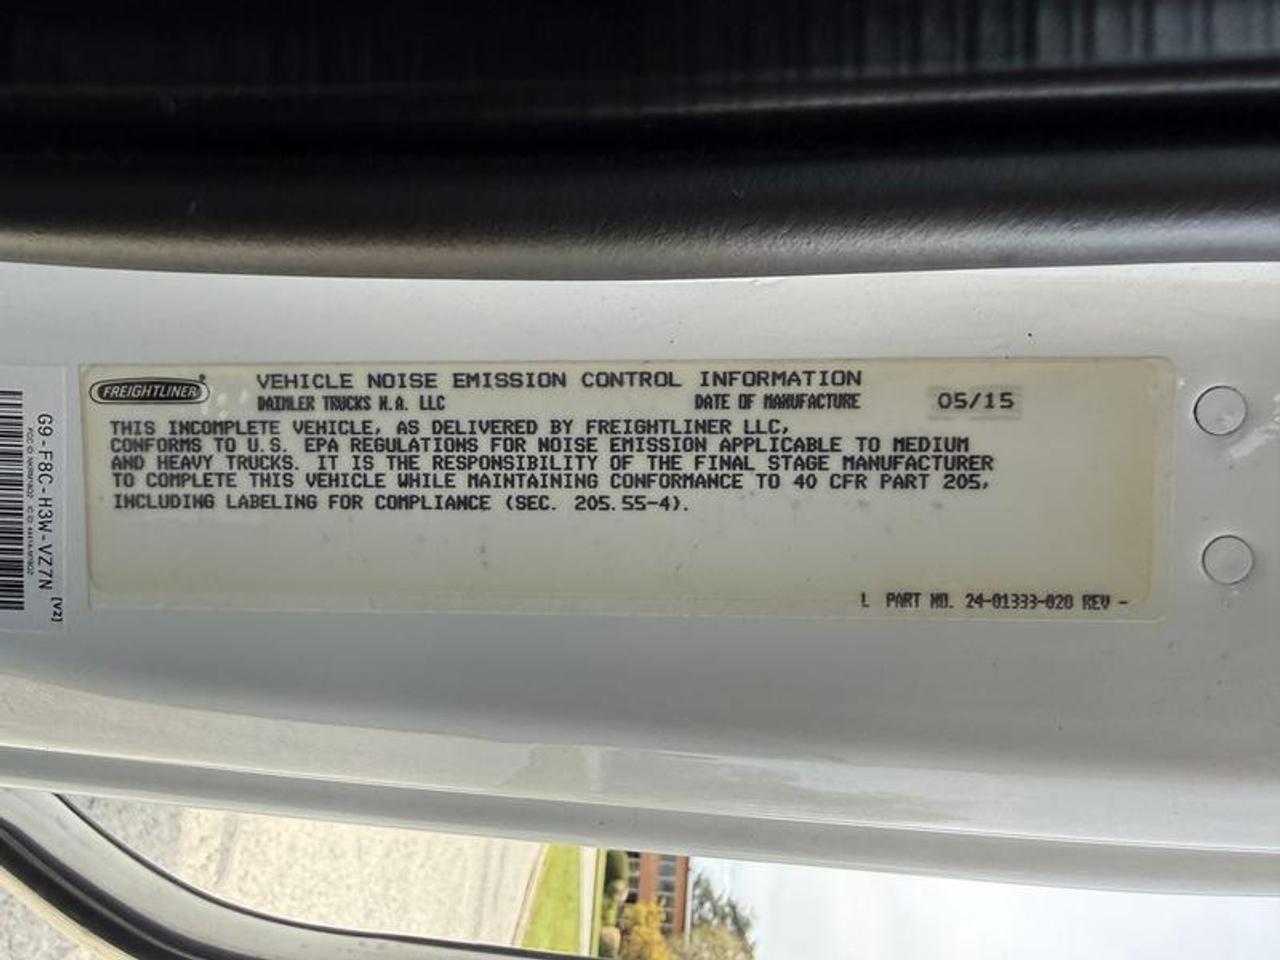 FREIGHTLINER®
VEHICLE NOISE EMISSION CONTROL INFORMATION
DAIMLER TRUCKS N.A. LLC DATE OF MANUFACTURE 05/15
THIS INCOMPLETE VEHICLE, AS DELIVERED BY FREIGHTLINER LLC,
CONFORMS TO U.S. EPA REGULATIONS FOR NOISE EMISSION APPLICABLE TO MEDIUM
AND HEAVY TRUCKS. IT IS THE RESPONSIBILITY OF THE FINAL STAGE MANUFACTURER
TO COMPLETE THIS VEHICLE WHILE MAINTAINING CONFORMANCE TO 40 CFR PART 205,
INCLUDING LABELING FOR COMPLIANCE (SEC. 205.55-4).
L PART NO. 24-01333-020 REV -
G9-F8C-H3W-VZ7N [V2]